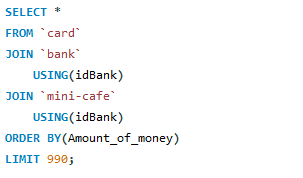 SELECT *
FROM `card`
JOIN `bank`
USING(idBank)
JOIN `mini-cafe`
USING(idBank)
ORDER BY(Amount_of_money)
LIMIT 990;